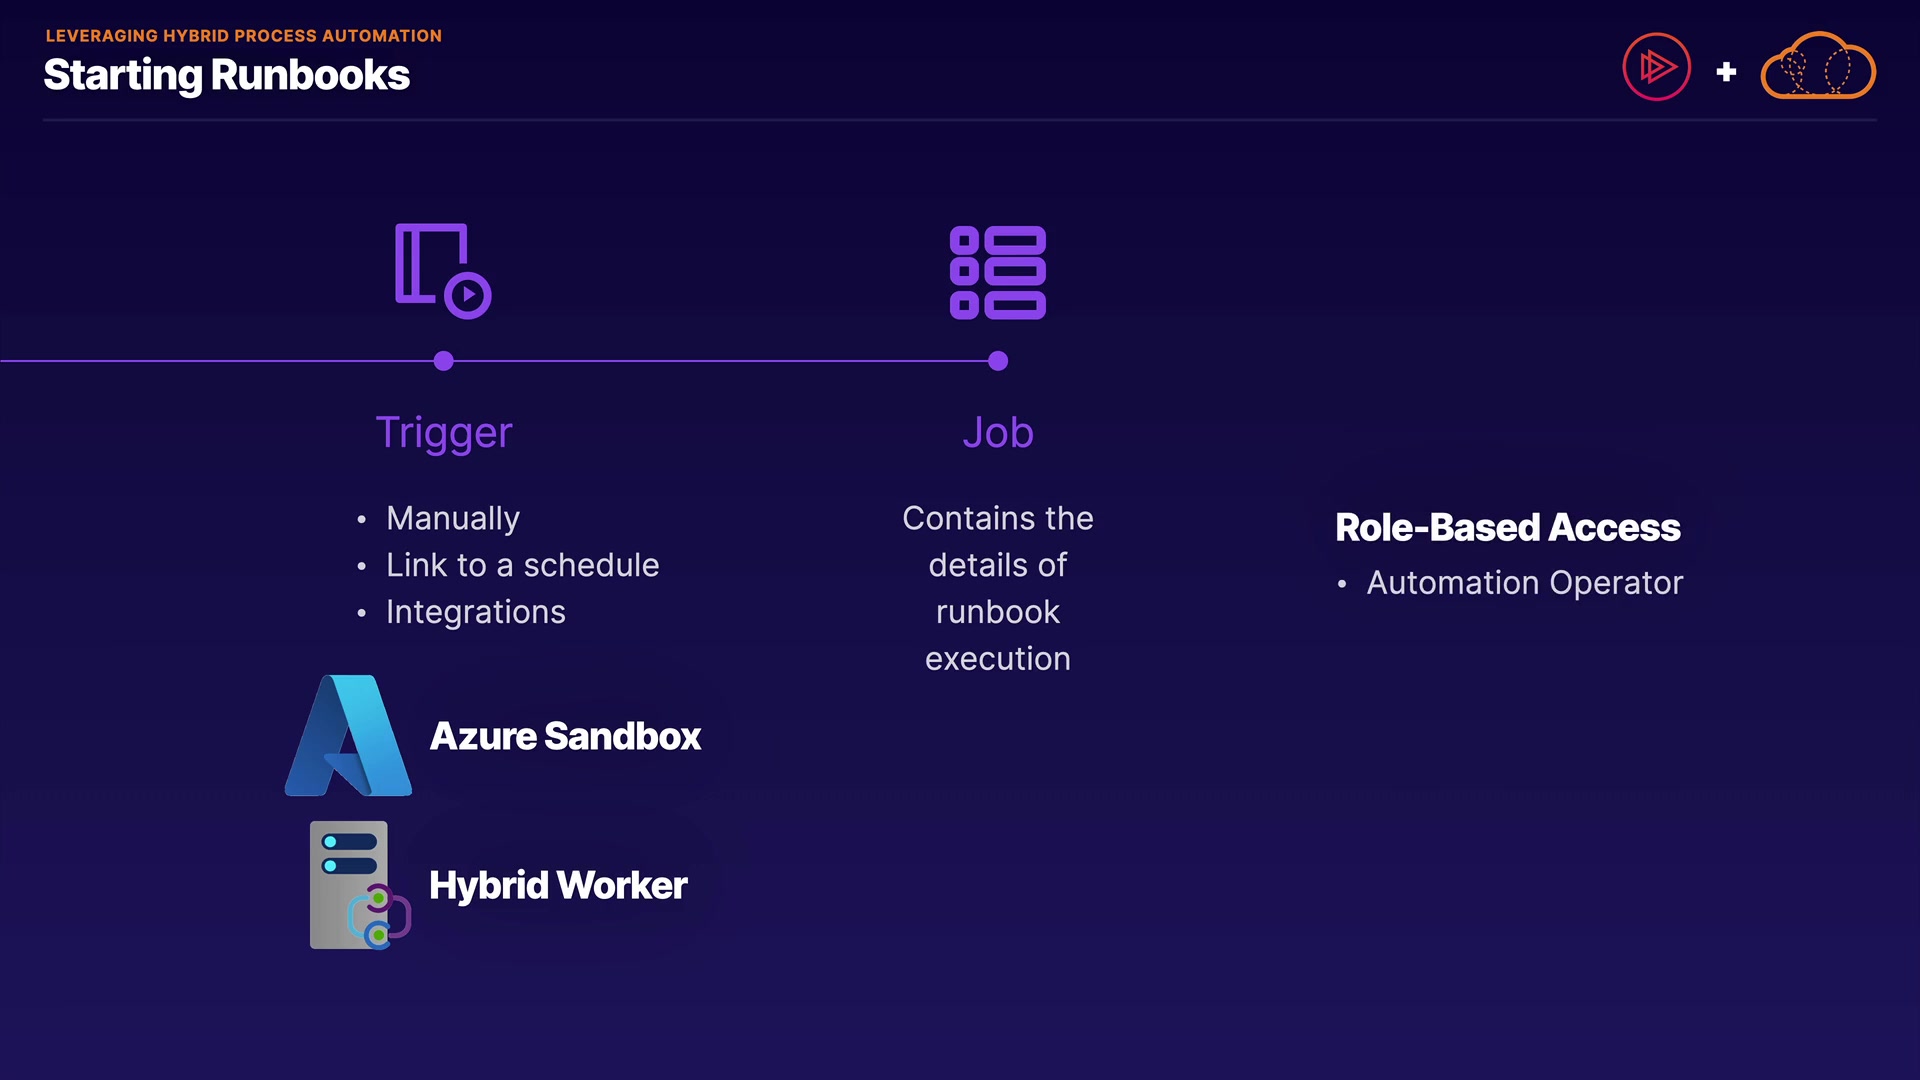 LEVERAGING HYBRID PROCESS AUTOMATION
Starting Runbooks
Trigger
• Manually
• Link to a schedule
• Integrations
Azure Sandbox
Hybrid Worker
Job
Contains the
details of
runbook
execution
Role-Based Access
• Automation Operator